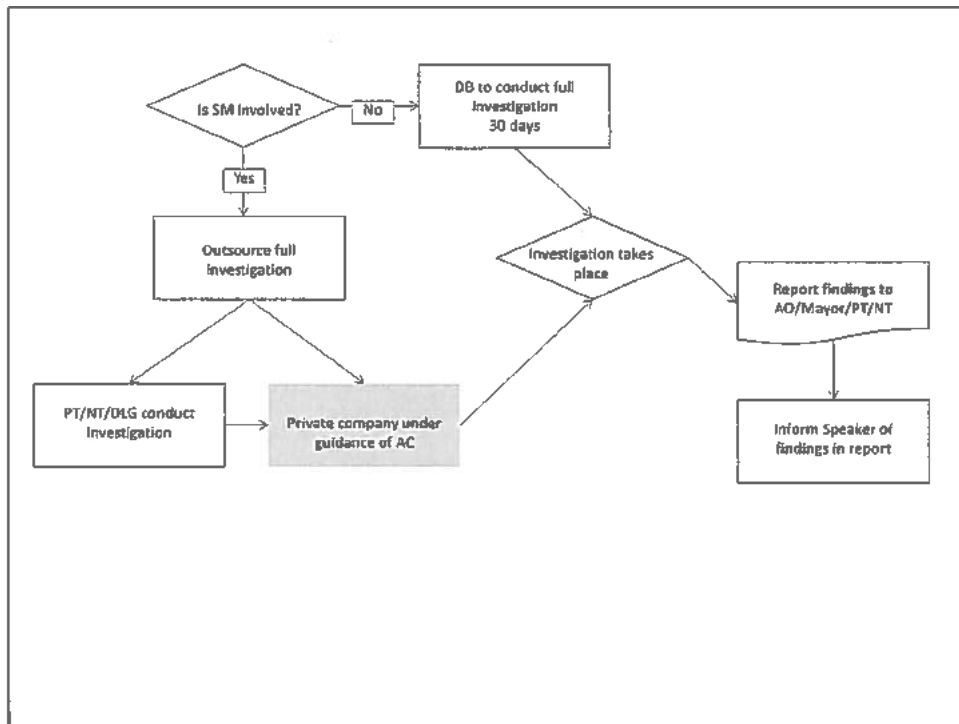 Is SM Involved?
No
DB to conduct full
Investigation
30 days
Yes
Outsource full
Investigation
Investigation takes
place
Report findings to
AO/Mayor/PT/NT
PT/NT/DLG conduct
Investigation
Private company under
guidance of AC
Inform Speaker of
findings in report